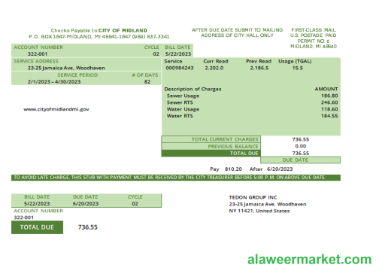 Checks Payable to CITY OF MIDLAND
P.O. BOX 1647-MIDLAND, MI 48641-1647 (989) 837-3341
AFTER DUE DATE SUBMIT TO MAILING
ADDRESS OF CITY HALL ONLY
FIRST-CLASS MAIL
U.S. POSTAGE PAID
PERMIT NO.
MIDLAND, MI 48640
ACCOUNT NUMBER CYCLE BILL DATE
322-001 02 5/22/2023
SERVICE ADDRESS
23-25 Jamaica Ave, Woodhaven
SERVICE PERIOD # OF DAYS
2/1/2023 - 4/30/2023 82
Service Curr Read Prev Read Usage (TGAL)
000984243 2.202.0 2.186.5 15.5
www.cityofmidlandmi.gov
Description of Charges AMOUNT
Sewer Usage 186.80
Sewer RTS 246.60
Water Usage 118.60
Water RTS 184.55
TOTAL CURRENT CHARGES 736.55
PREVIOUS BALANCE 0.00
TOTAL DUE 736.55
DUE DATE
Pay 810.20 After 6/20/2023
TO AVOID LATE CHARGE, THIS STUB WITH PAYMENT MUST BE RECEIVED BY THE CITY TREASURER BEFORE 5:00 P.M. ON ABOVE DUE DATE.
BILL DATE DUE DATE CYCLE
5/22/2023 6/20/2023 02
ACCOUNT NUMBER
322-001
TOTAL DUE 736.55
TEDDN GROUP INC
23-25 Jamaica Ave, Woodhaven
NY 11421, United States
alaweermarket.com